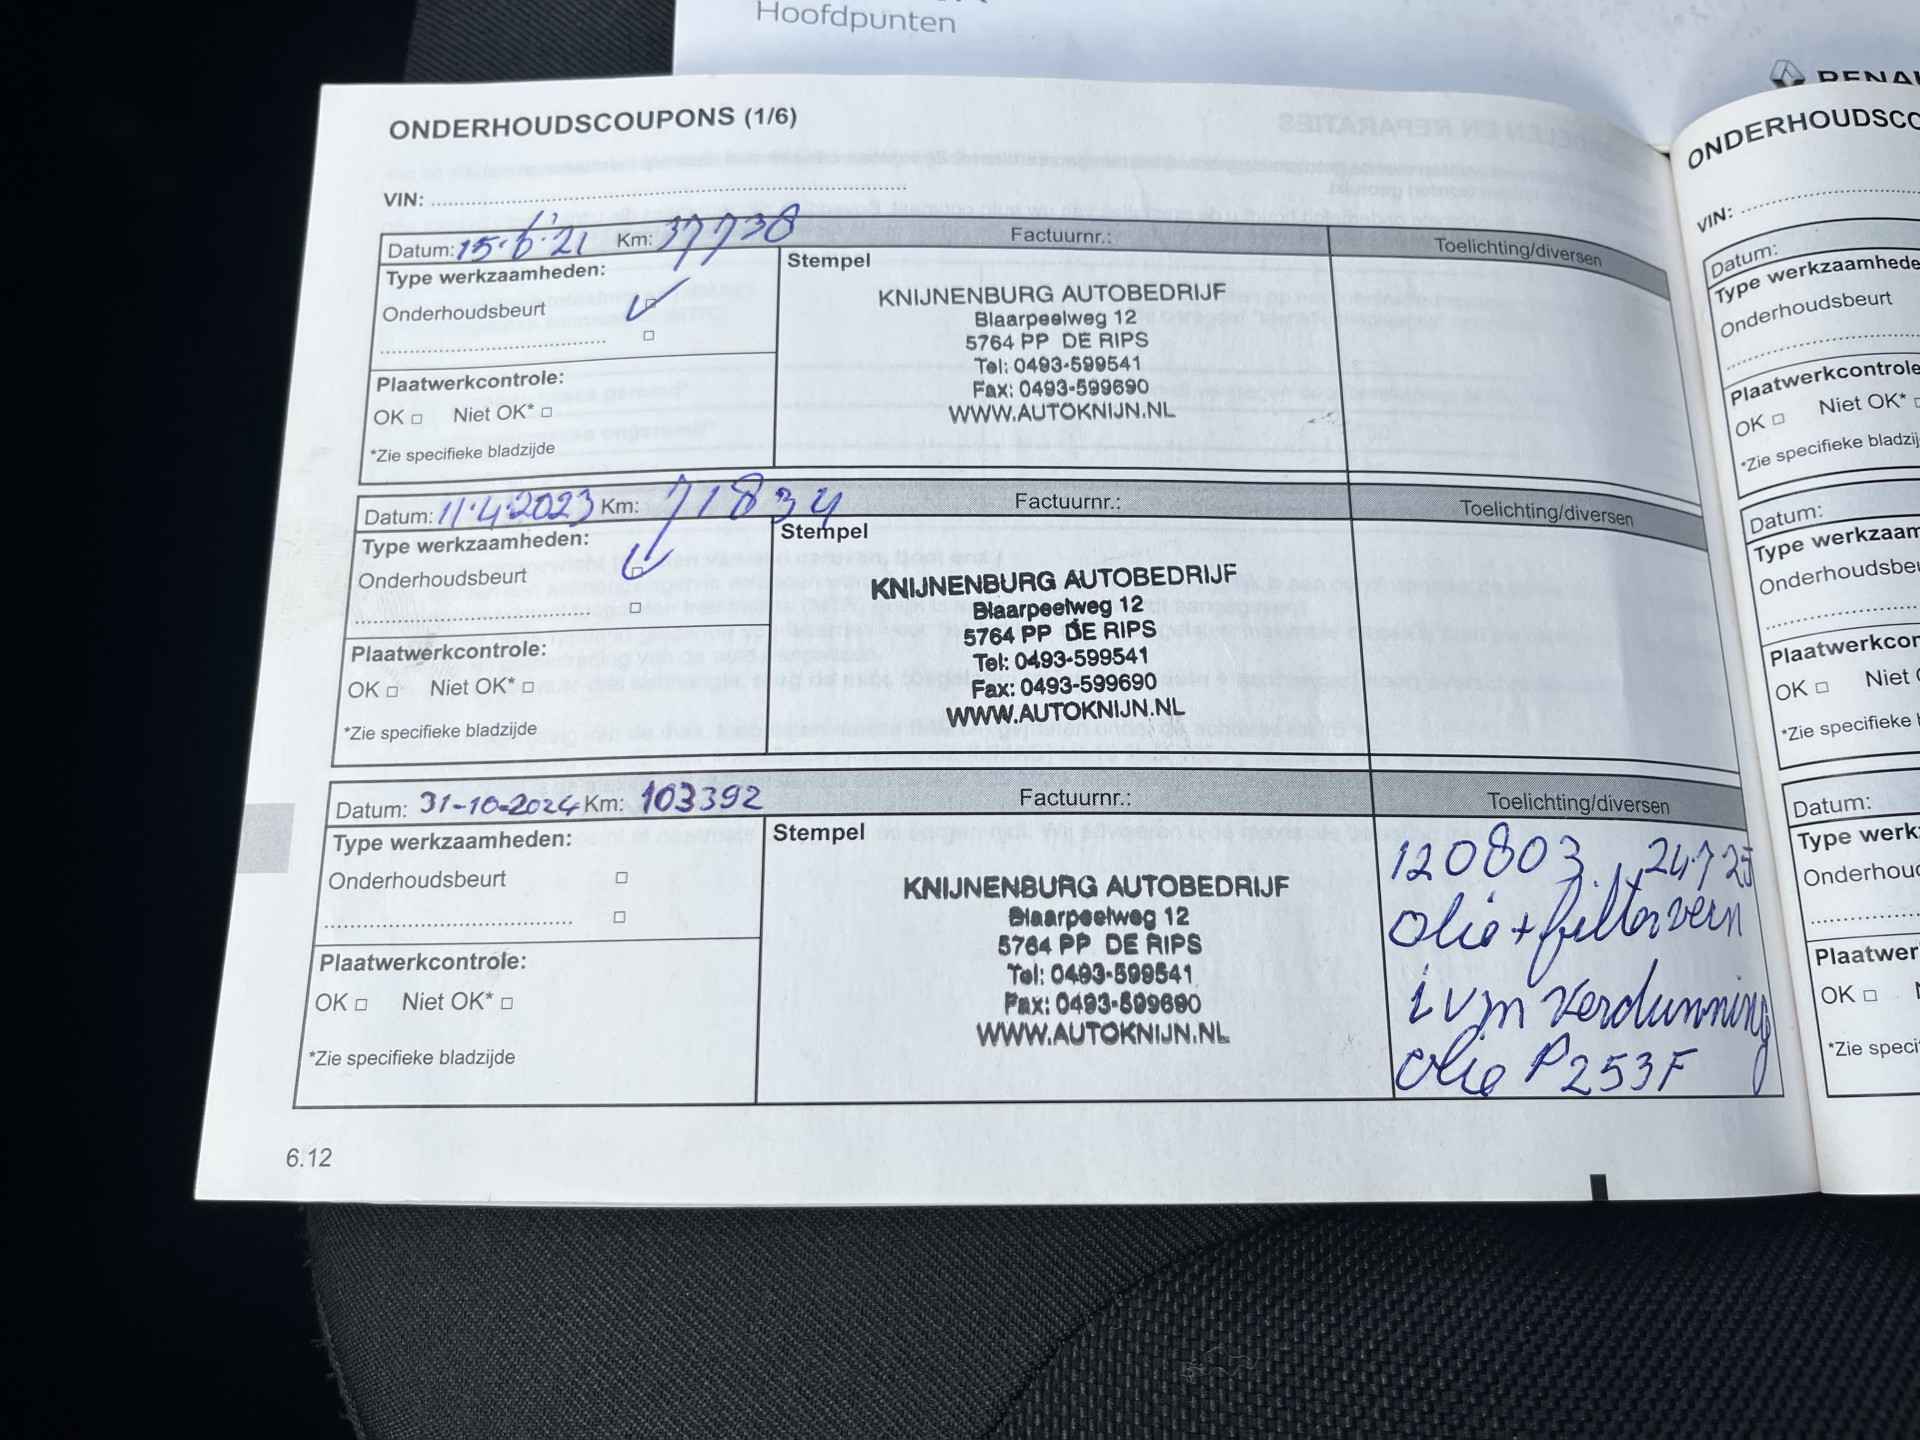 Hoofdpunten
RENAU
ONDERHOUDSCOUPONS (1/6)
VIN:
Datum: 15·6·'21 Km: 37738 Factuurnr.: Toelichting/diversen
Type werkzaamheden:
Stempel
Onderhoudsbeurt
KNIJNENBURG AUTOBEDRIJF
Blaarpeelweg 12
5764 PP DE RIPS
Tel: 0493-599541
Fax: 0493-599690
WWW.AUTOKNIJN.NL
Plaatwerkcontrole:
OK □ Niet OK* □
*Zie specifieke bladzijde
Datum: 11·4·2023 Km: 71834 Factuurnr.: Toelichting/diversen
Type werkzaamheden:
Stempel
Onderhoudsbeurt
KNIJNENBURG AUTOBEDRIJF
Blaarpeelweg 12
5764 PP DE RIPS
Tel: 0493-599541
Fax: 0493-599690
WWW.AUTOKNIJN.NL
Plaatwerkcontrole:
OK □ Niet OK* □
*Zie specifieke bladzijde
Datum: 31-10-2024 Km: 103392 Factuurnr.: Toelichting/diversen
Type werkzaamheden:
Stempel
Onderhoudsbeurt □
KNIJNENBURG AUTOBEDRIJF
Blaarpeelweg 12
5764 PP DE RIPS
Tel: 0493-599541
Fax: 0493-599690
WWW.AUTOKNIJN.NL
120803 24·7·25
olie + filter vern
ivm verdunning
olie P253F
Plaatwerkcontrole:
OK □ Niet OK* □
*Zie specifieke bladzijde
6.12
ONDERHOUDSCO
VIN:
Datum:
Type werkzaamhede
Onderhoudsbeurt
Plaatwerkcontrole
OK □ Niet OK*
*Zie specifieke bladzij
Datum:
Type werkzaam
Onderhoudsbeu
Plaatwerkcon
OK □ Niet
*Zie specifieke
Datum:
Type werkz
Onderhoud
Plaatwer
OK □
*Zie speci